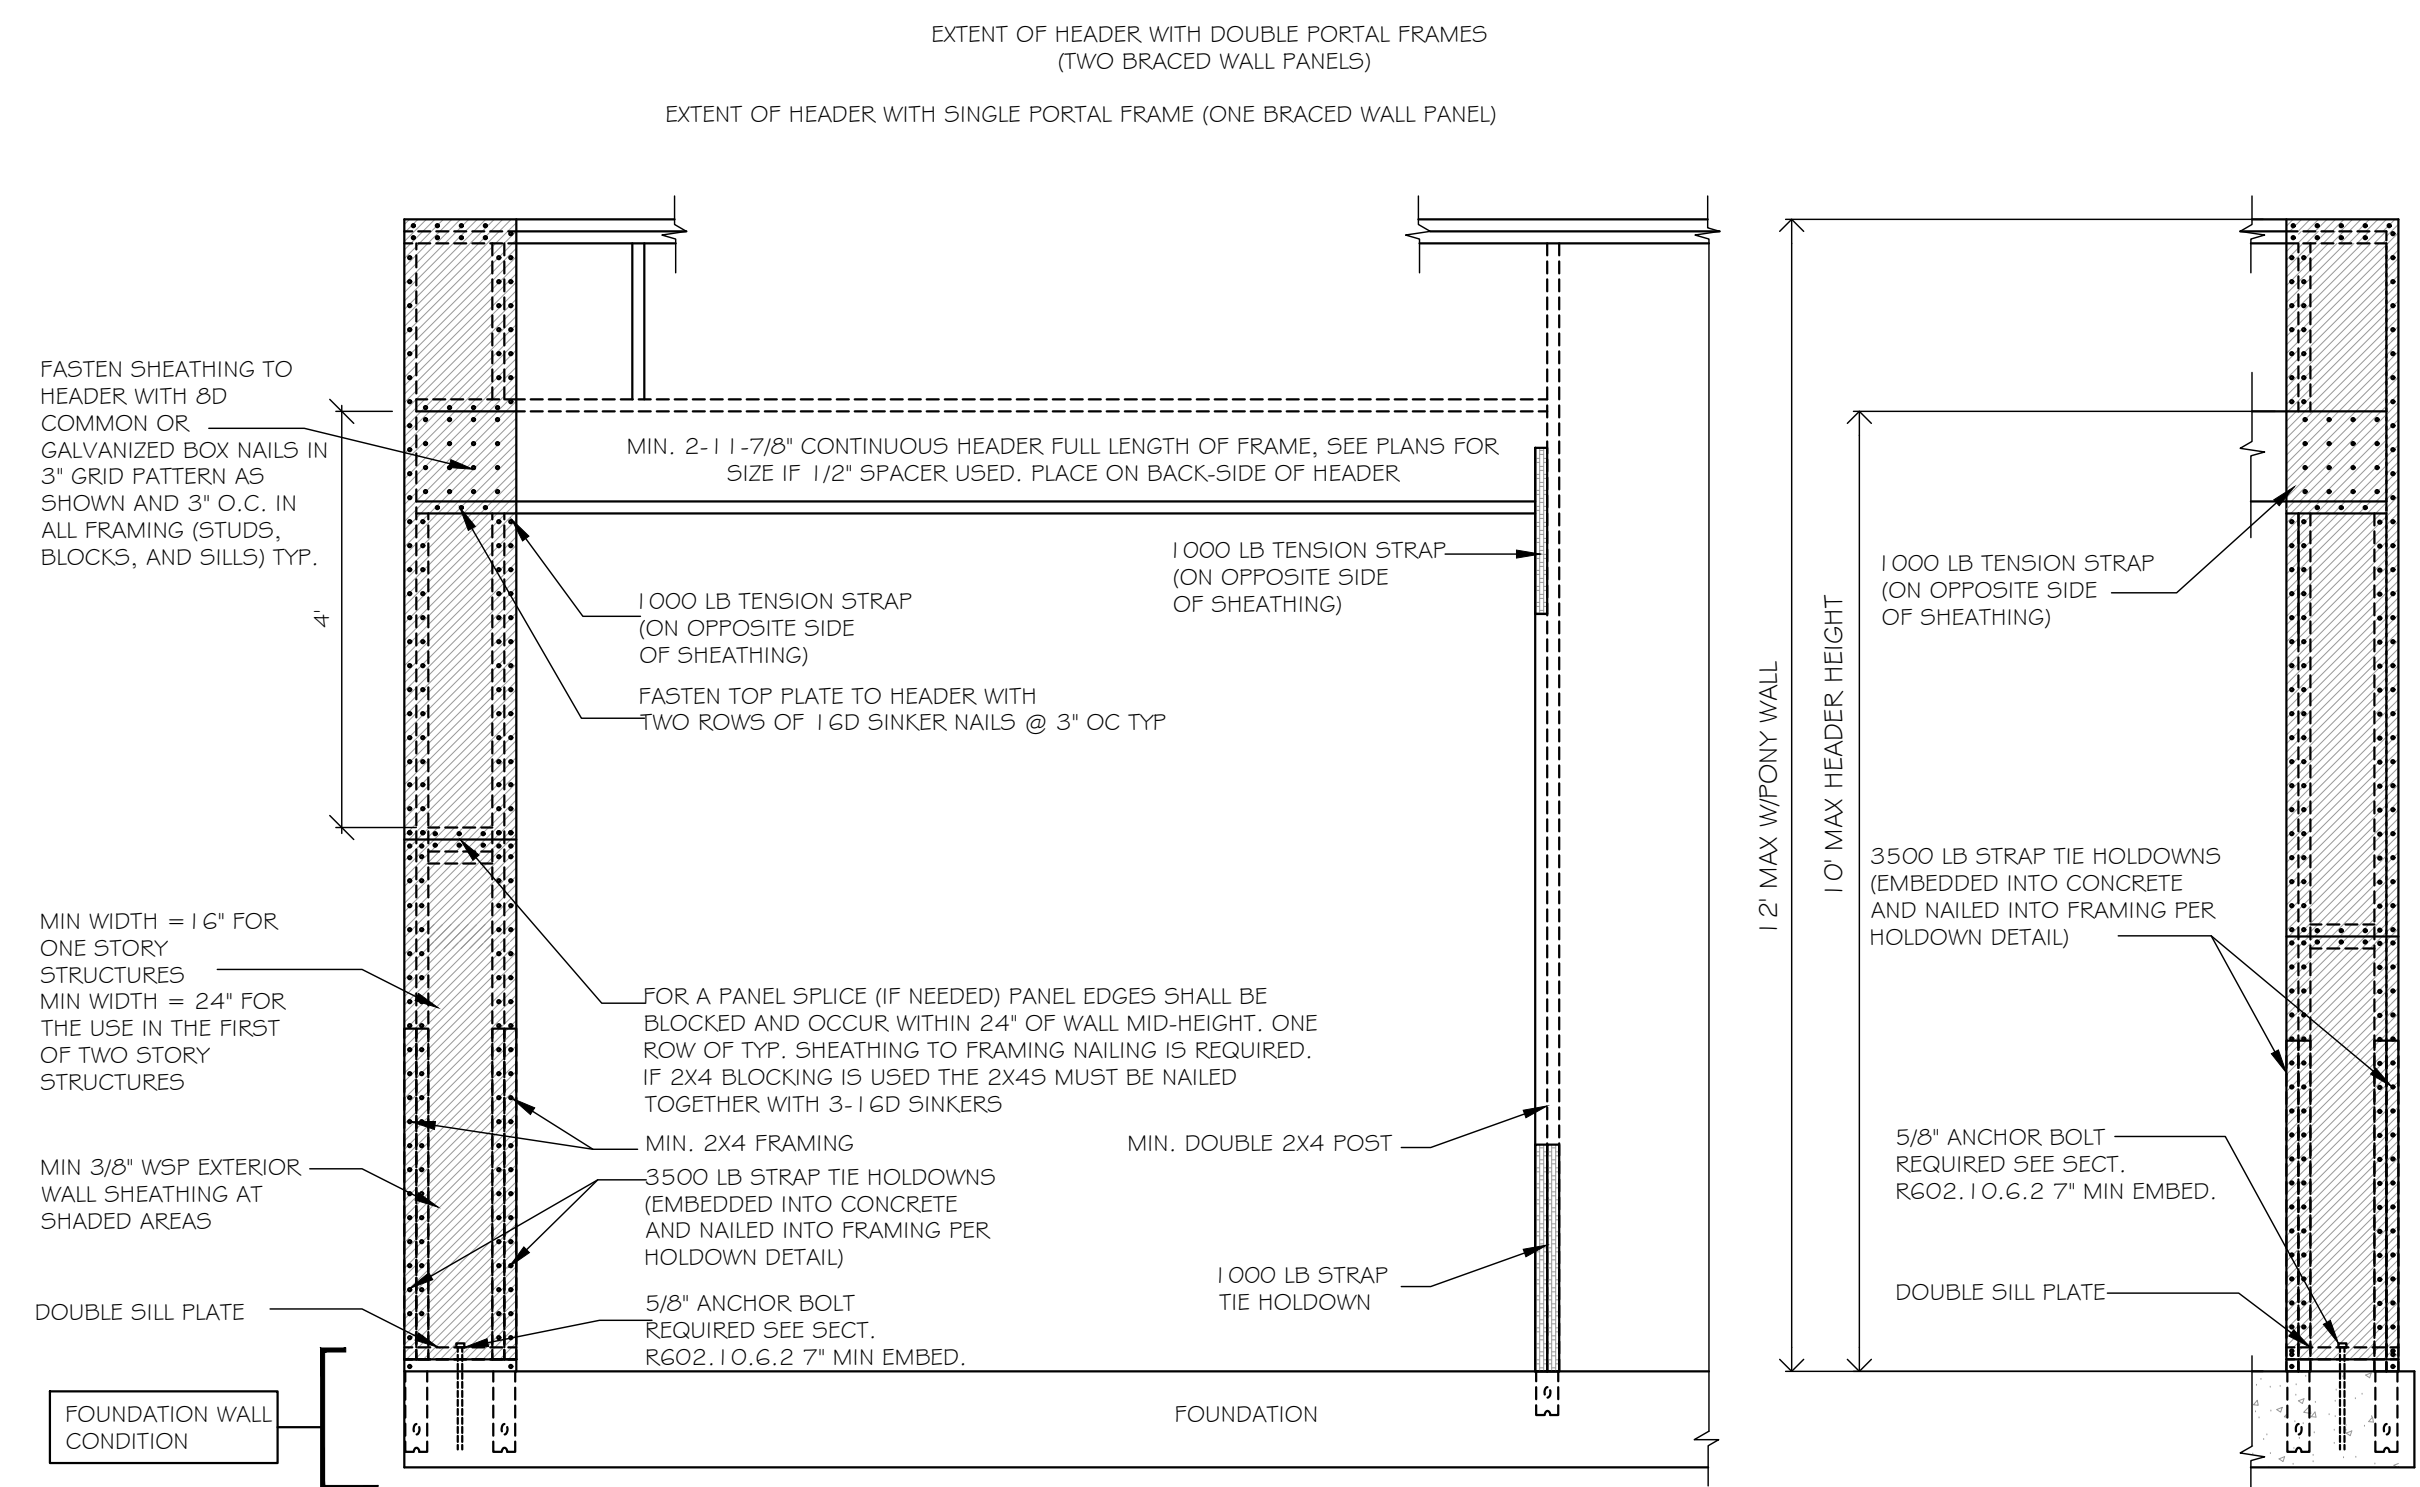 EXTENT OF HEADER WITH DOUBLE PORTAL FRAMES
(TWO BRACED WALL PANELS)
EXTENT OF HEADER WITH SINGLE PORTAL FRAME (ONE BRACED WALL PANEL)
FASTEN SHEATHING TO
HEADER WITH 8D
COMMON OR
GALVANIZED BOX NAILS IN
3" GRID PATTERN AS
SHOWN AND 3" O.C. IN
ALL FRAMING (STUDS,
BLOCKS, AND SILLS) TYP.
4'
MIN WIDTH =16" FOR
ONE STORY
STRUCTURES
MIN WIDTH = 24" FOR
THE USE IN THE FIRST
OF TWO STORY
STRUCTURES
MIN 3/8" WSP EXTERIOR
WALL SHEATHING AT
SHADED AREAS
DOUBLE SILL PLATE
FOUNDATION WALL
CONDITION
MIN. 2-11-7/8" CONTINUOUS HEADER FULL LENGTH OF FRAME, SEE PLANS FOR
SIZE IF 1/2" SPACER USED. PLACE ON BACK-SIDE OF HEADER
1000 LB TENSION STRAP
(ON OPPOSITE SIDE
OF SHEATHING)
FASTEN TOP PLATE TO HEADER WITH
TWO ROWS OF 16D SINKER NAILS @ 3" OC TYP
1000 LB TENSION STRAP
(ON OPPOSITE SIDE
OF SHEATHING)
FOR A PANEL SPLICE (IF NEEDED) PANEL EDGES SHALL BE
BLOCKED AND OCCUR WITHIN 24" OF WALL MID-HEIGHT. ONE
ROW OF TYP. SHEATHING TO FRAMING NAILING IS REQUIRED.
IF 2X4 BLOCKING IS USED THE 2X4S MUST BE NAILED
TOGETHER WITH 3-16D SINKERS
MIN. 2X4 FRAMING
3500 LB STRAP TIE HOLDOWNS
(EMBEDDED INTO CONCRETE
AND NAILED INTO FRAMING PER
HOLDOWN DETAIL)
5/8" ANCHOR BOLT
REQUIRED SEE SECT.
R602.10.6.2 7" MIN EMBED.
MIN. DOUBLE 2X4 POST
1000 LB STRAP
TIE HOLDOWN
FOUNDATION
12' MAX W/PONY WALL
10' MAX HEADER HEIGHT
1000 LB TENSION STRAP
(ON OPPOSITE SIDE
OF SHEATHING)
3500 LB STRAP TIE HOLDOWNS
(EMBEDDED INTO CONCRETE
AND NAILED INTO FRAMING PER
HOLDOWN DETAIL)
5/8" ANCHOR BOLT
REQUIRED SEE SECT.
R602.10.6.2 7" MIN EMBED.
DOUBLE SILL PLATE